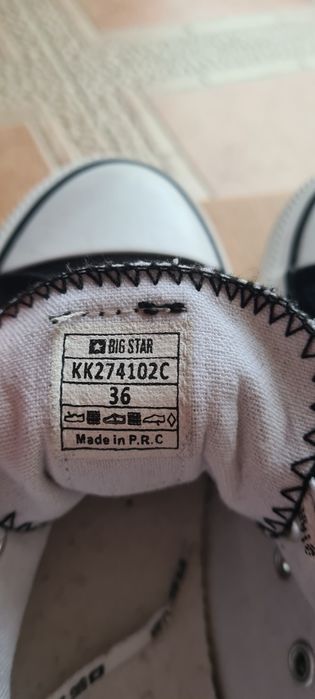 BIG STAR
KK274102C
36
Made in P.R.C